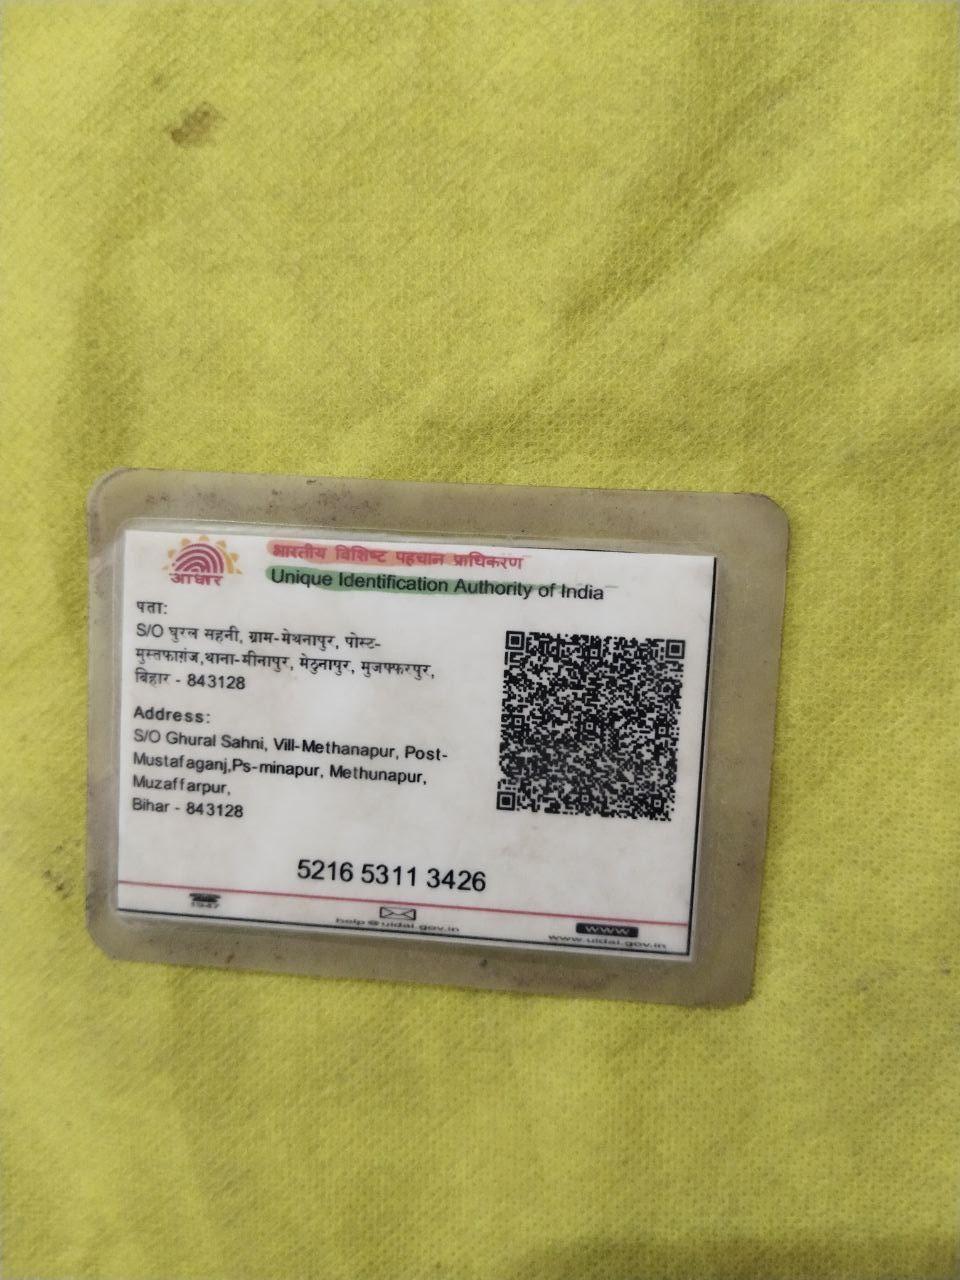 आधार
भारतीय विशिष्ट पहचान प्राधिकरण
Unique Identification Authority of India
पता:
S/O घुरल सहनी, ग्राम-मेथनापुर, पोस्ट-
मुस्तफागंज,थाना-मीनापुर, मेठुनापुर, मुजफ्फरपुर,
बिहार - 843128
Address:
S/O Ghural Sahni, Vill-Methanapur, Post-
Mustafaganj,Ps-minapur, Methunapur,
Muzaffarpur,
Bihar - 843128
5216 5311 3426
1947
help@uidai.gov.in
www
www.uidai.gov.in